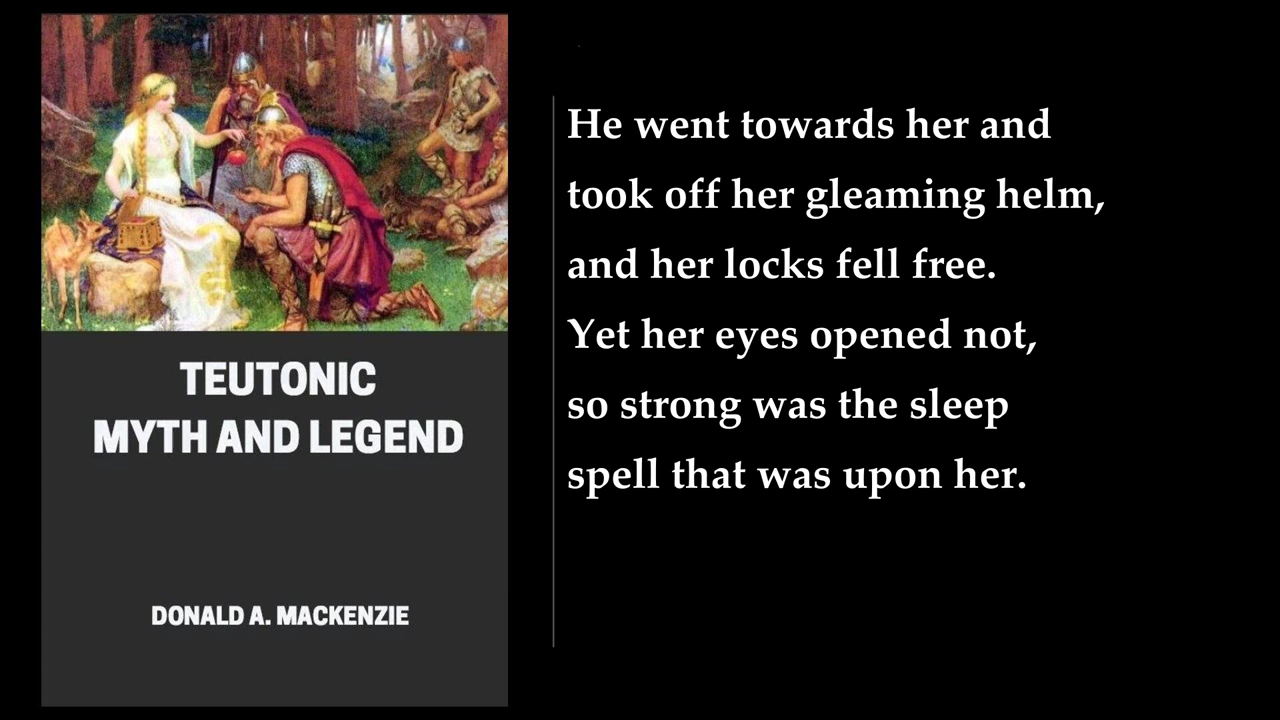 TEUTONIC
MYTH AND LEGEND
DONALD A. MACKENZIE
He went towards her and
took off her gleaming helm,
and her locks fell free.
Yet her eyes opened not,
so strong was the sleep
spell that was upon her.